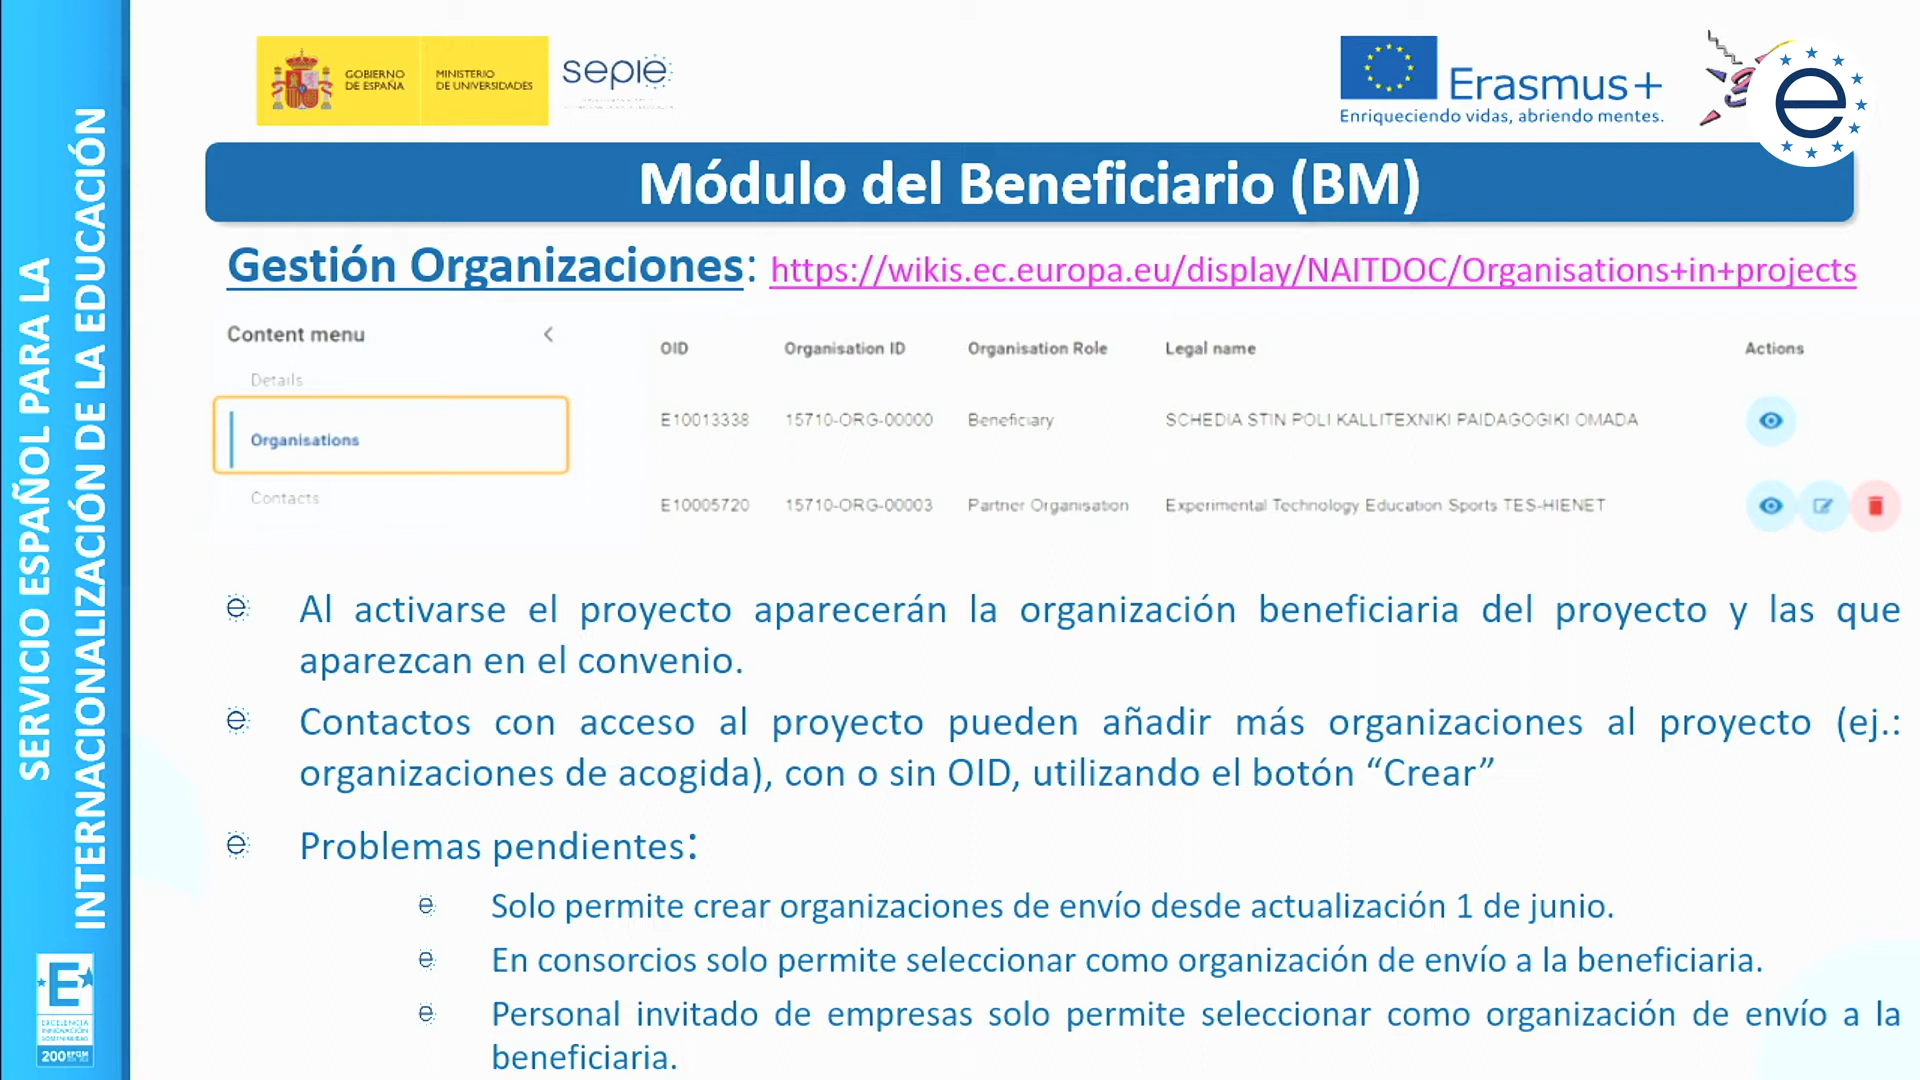 SERVICIO ESPAÑOL PARA LA
INTERNACIONALIZACIÓN DE LA EDUCACIÓN
EXCELENCIA
INNOVACIÓN
SOSTENIBILIDAD
200 EFQM
GOBIERNO
DE ESPAÑA
MINISTERIO
DE UNIVERSIDADES
sepie
Erasmus+
Enriqueciendo vidas, abriendo mentes.
e
Módulo del Beneficiario (BM)
Gestión Organizaciones: https://wikis.ec.europa.eu/display/NAITDOC/Organisations+in+projects
Content menu
Details
Organisations
Contacts
OID Organisation ID Organisation Role Legal name Actions
E10013338 15710-ORG-00000 Beneficiary SCHEDIA STIN POLI KALLITEXNIKI PAIDAGOGIKI OMADA
E10005720 15710-ORG-00003 Partner Organisation Experimental Technology Education Sports TES-HIENET
Al activarse el proyecto aparecerán la organización beneficiaria del proyecto y las que
aparezcan en el convenio.
Contactos con acceso al proyecto pueden añadir más organizaciones al proyecto (ej.:
organizaciones de acogida), con o sin OID, utilizando el botón “Crear”
Problemas pendientes:
Solo permite crear organizaciones de envío desde actualización 1 de junio.
En consorcios solo permite seleccionar como organización de envío a la beneficiaria.
Personal invitado de empresas solo permite seleccionar como organización de envío a la
beneficiaria.